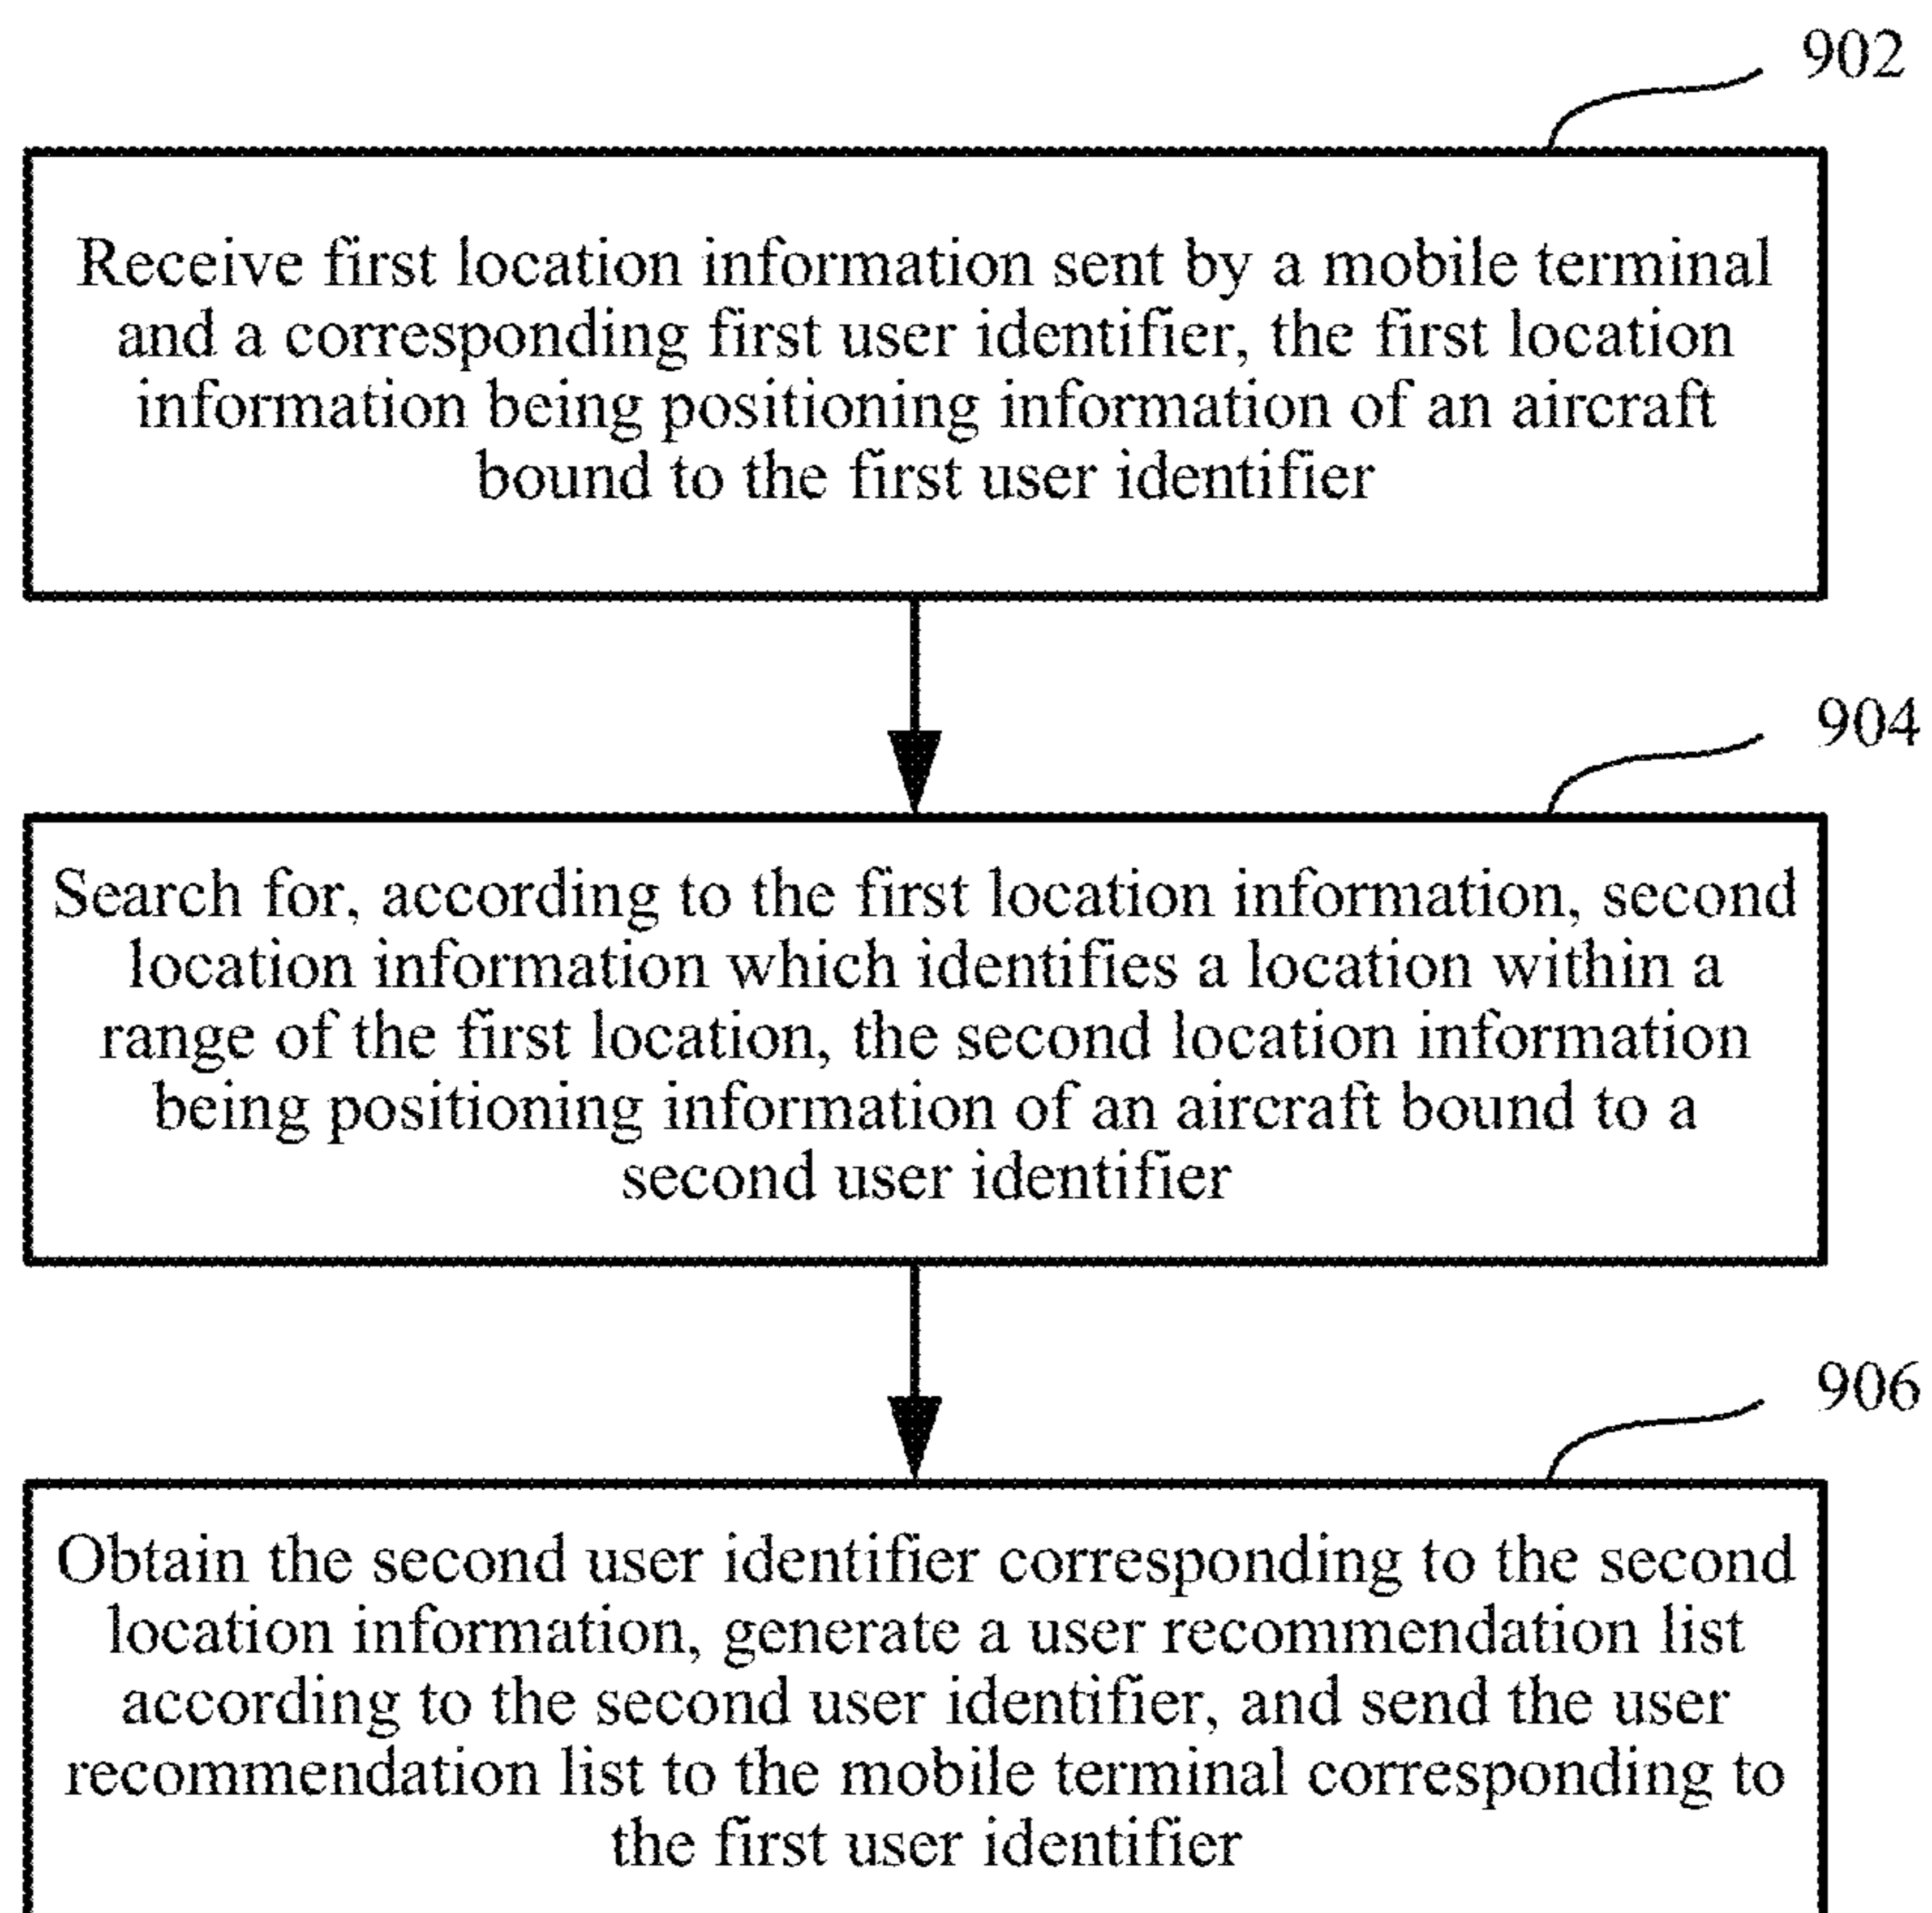 902
Receive first location information sent by a mobile terminal
and a corresponding first user identifier, the first location
information being positioning information of an aircraft
bound to the first user identifier
904
Search for, according to the first location information, second
location information which identifies a location within a
range of the first location, the second location information
being positioning information of an aircraft bound to a
second user identifier
906
Obtain the second user identifier corresponding to the second
location information, generate a user recommendation list
according to the second user identifier, and send the user
recommendation list to the mobile terminal corresponding to
the first user identifier